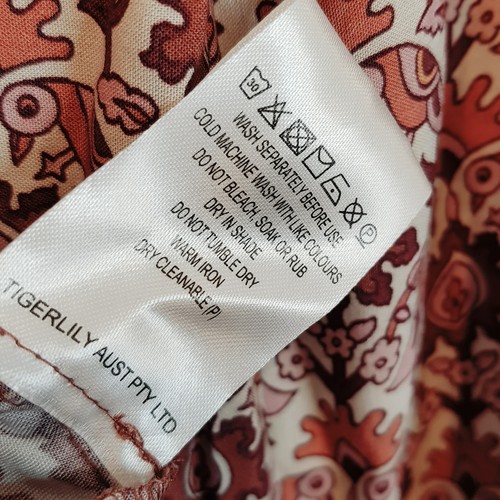 30
P
WASH SEPARATELY BEFORE USE
COLD MACHINE WASH WITH LIKE COLOURS
DO NOT BLEACH, SOAK OR RUB
DRY IN SHADE
DO NOT TUMBLE DRY
WARM IRON
DRY CLEANABLE (P)
TIGERLILY AUST PTY LTD